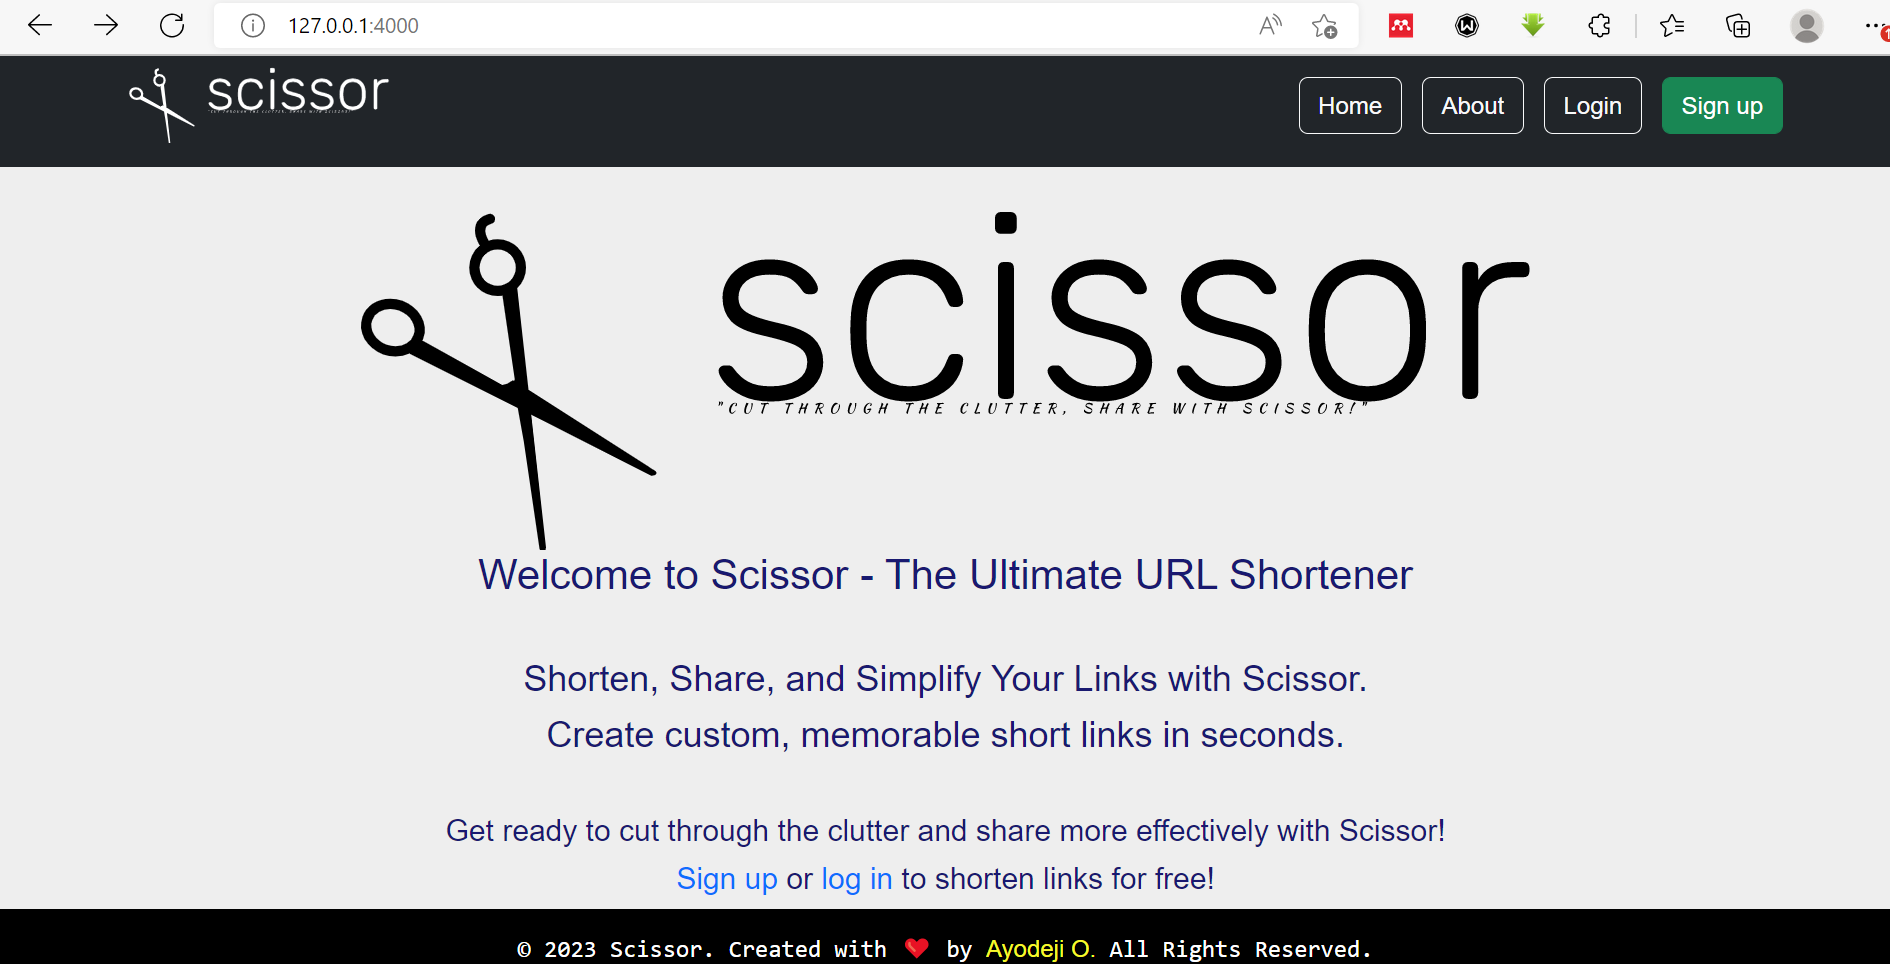 127.0.0.1:4000
scissor
Home
About
Login
Sign up
scissor
"CUT THROUGH THE CLUTTER, SHARE WITH SCISSOR!"
Welcome to Scissor - The Ultimate URL Shortener
Shorten, Share, and Simplify Your Links with Scissor.
Create custom, memorable short links in seconds.
Get ready to cut through the clutter and share more effectively with Scissor!
Sign up or log in to shorten links for free!
© 2023 Scissor. Created with ❤️ by Ayodeji O. All Rights Reserved.